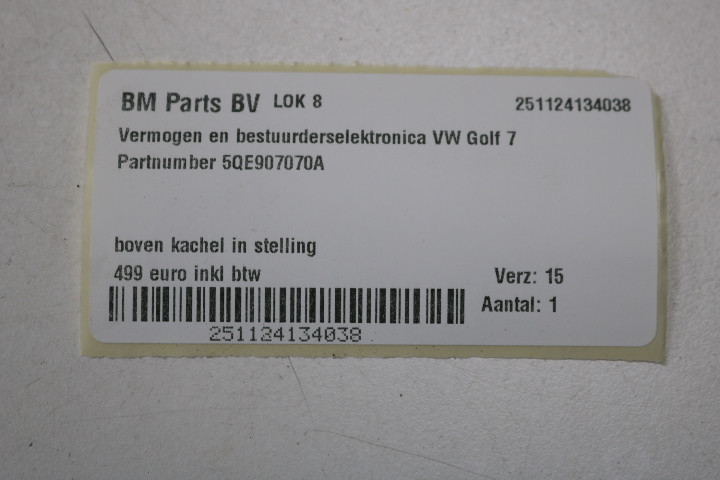 BM Parts BV LOK 8 251124134038
Vermogen en bestuurderselektronica VW Golf 7
Partnumber 5QE907070A
boven kachel in stelling
499 euro inkl btw Verz: 15
Aantal: 1
251124134038